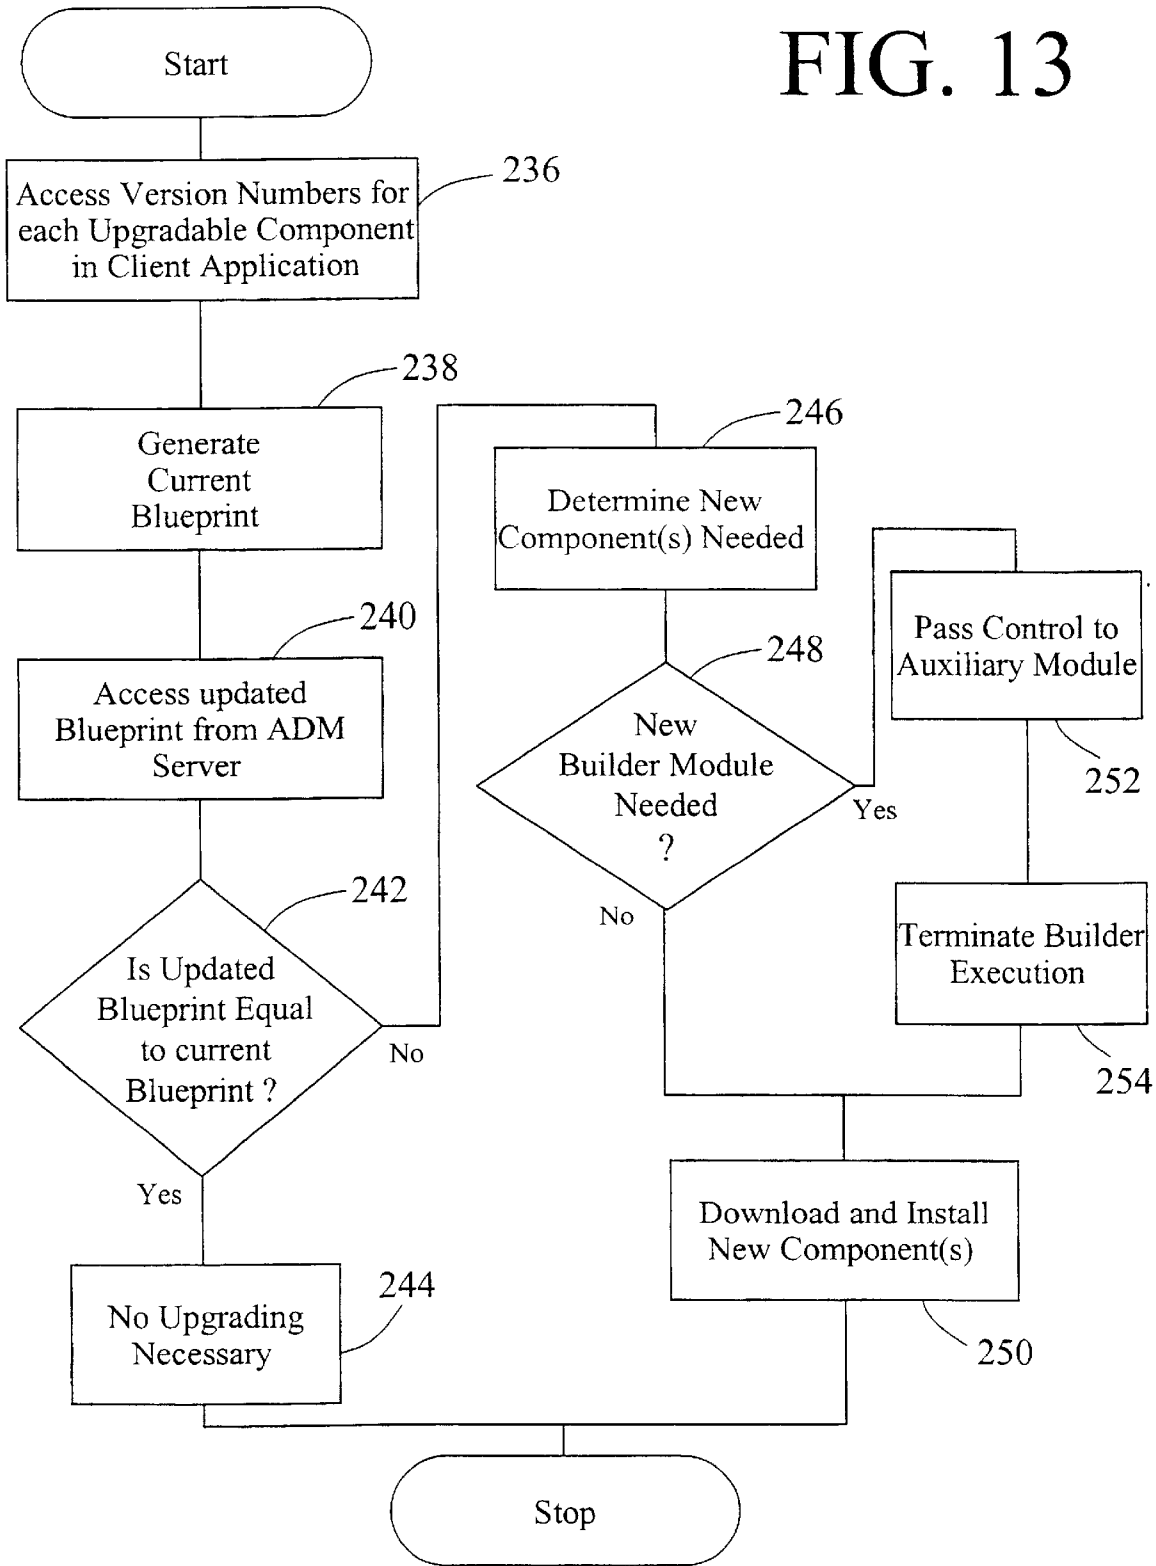 FIG. 13
Start
236
Access Version Numbers for
each Upgradable Component
in Client Application
238
Generate
Current
Blueprint
240
Access updated
Blueprint from ADM
Server
242
Is Updated
Blueprint Equal
to current
Blueprint ?
No
Yes
244
No Upgrading
Necessary
246
Determine New
Component(s) Needed
248
New
Builder Module
Needed
?
Yes
No
Pass Control to
Auxiliary Module
252
Terminate Builder
Execution
254
Download and Install
New Component(s)
250
Stop